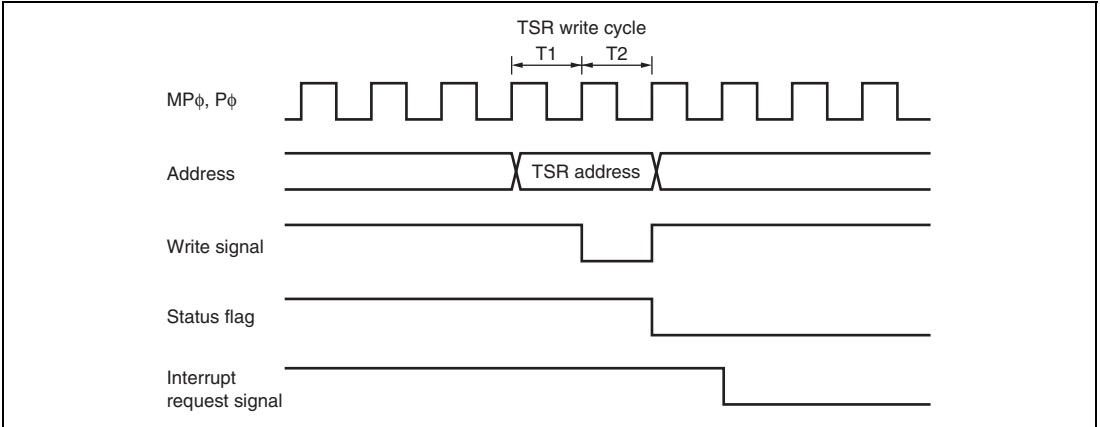 TSR write cycle
T1 T2
MPφ, Pφ
Address
TSR address
Write signal
Status flag
Interrupt
request signal